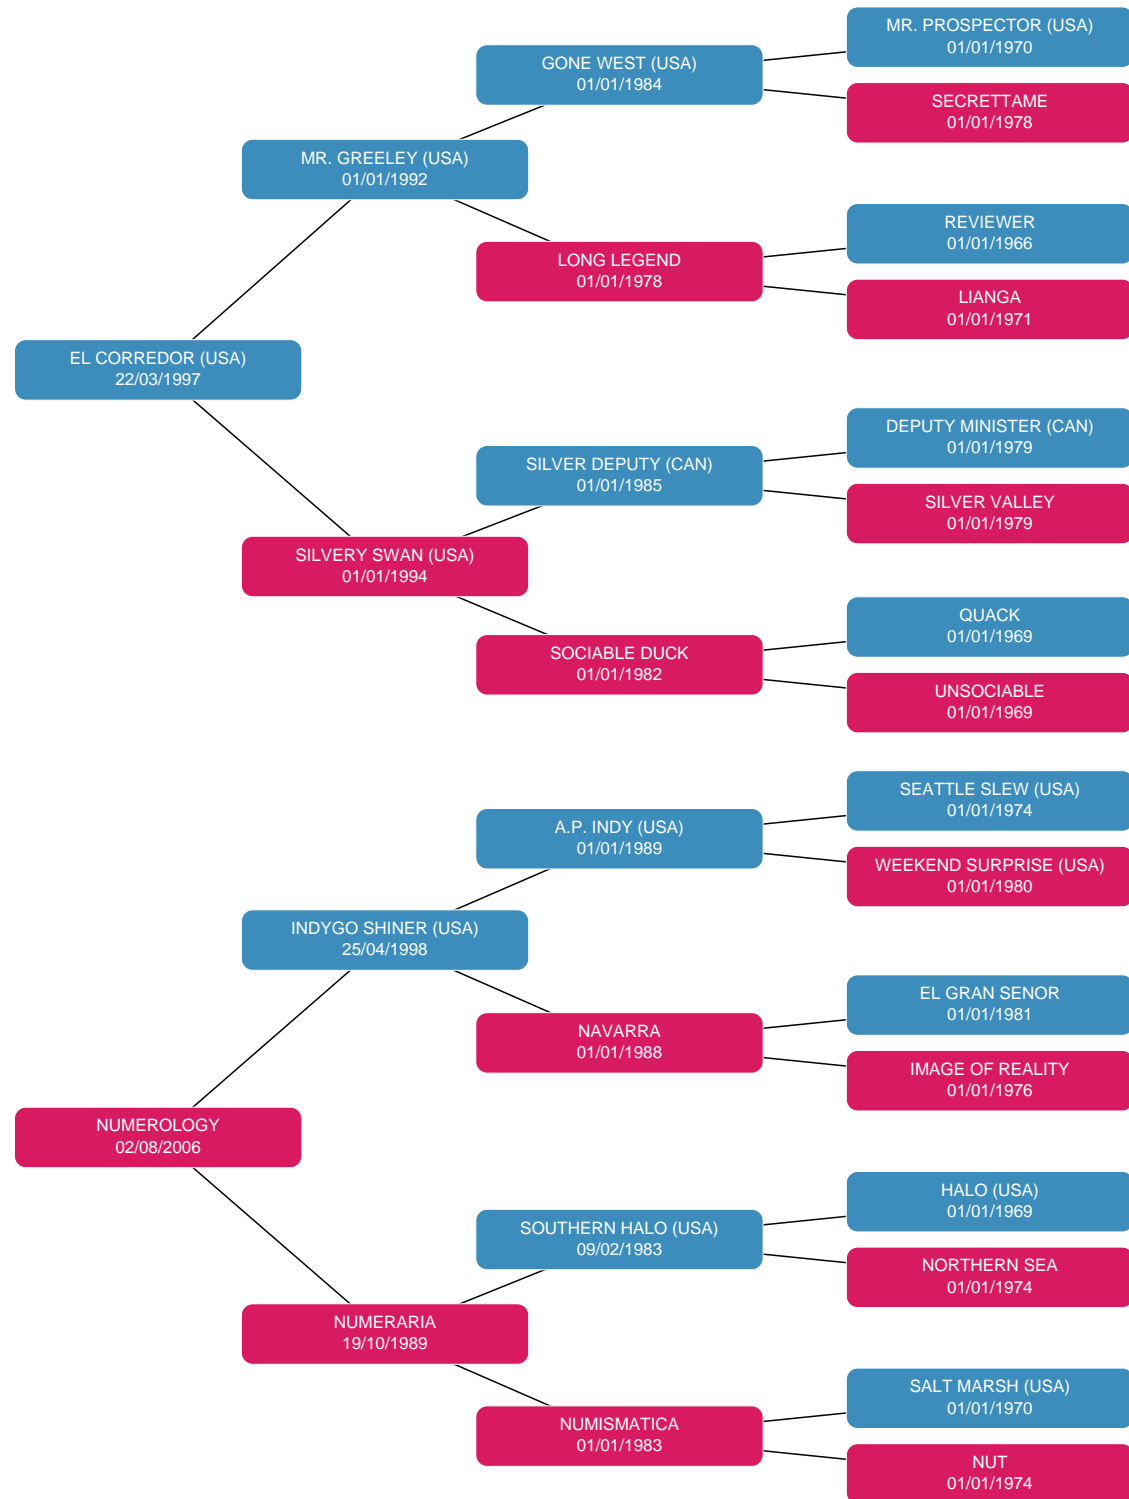 MR. PROSPECTOR (USA)
01/01/1970
GONE WEST (USA)
01/01/1984
SECRETTAME
01/01/1978
MR. GREELEY (USA)
01/01/1992
REVIEWER
01/01/1966
LONG LEGEND
01/01/1978
LIANGA
01/01/1971
EL CORREDOR (USA)
22/03/1997
DEPUTY MINISTER (CAN)
01/01/1979
SILVER DEPUTY (CAN)
01/01/1985
SILVER VALLEY
01/01/1979
SILVERY SWAN (USA)
01/01/1994
QUACK
01/01/1969
SOCIABLE DUCK
01/01/1982
UNSOCIABLE
01/01/1969
SEATTLE SLEW (USA)
01/01/1974
A.P. INDY (USA)
01/01/1989
WEEKEND SURPRISE (USA)
01/01/1980
INDYGO SHINER (USA)
25/04/1998
EL GRAN SENOR
01/01/1981
NAVARRA
01/01/1988
IMAGE OF REALITY
01/01/1976
NUMEROLOGY
02/08/2006
HALO (USA)
01/01/1969
SOUTHERN HALO (USA)
09/02/1983
NORTHERN SEA
01/01/1974
NUMERARIA
19/10/1989
SALT MARSH (USA)
01/01/1970
NUMISMATICA
01/01/1983
NUT
01/01/1974